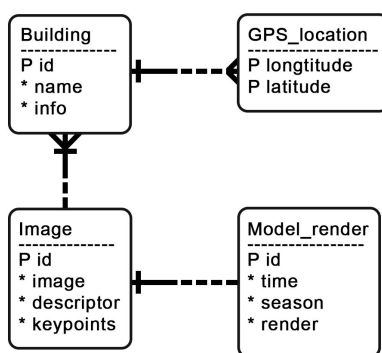 Building
P id
* name
* info
GPS_location
P longtitude
P latitude
Image
P id
* image
* descriptor
* keypoints
Model_render
P id
* time
* season
* render